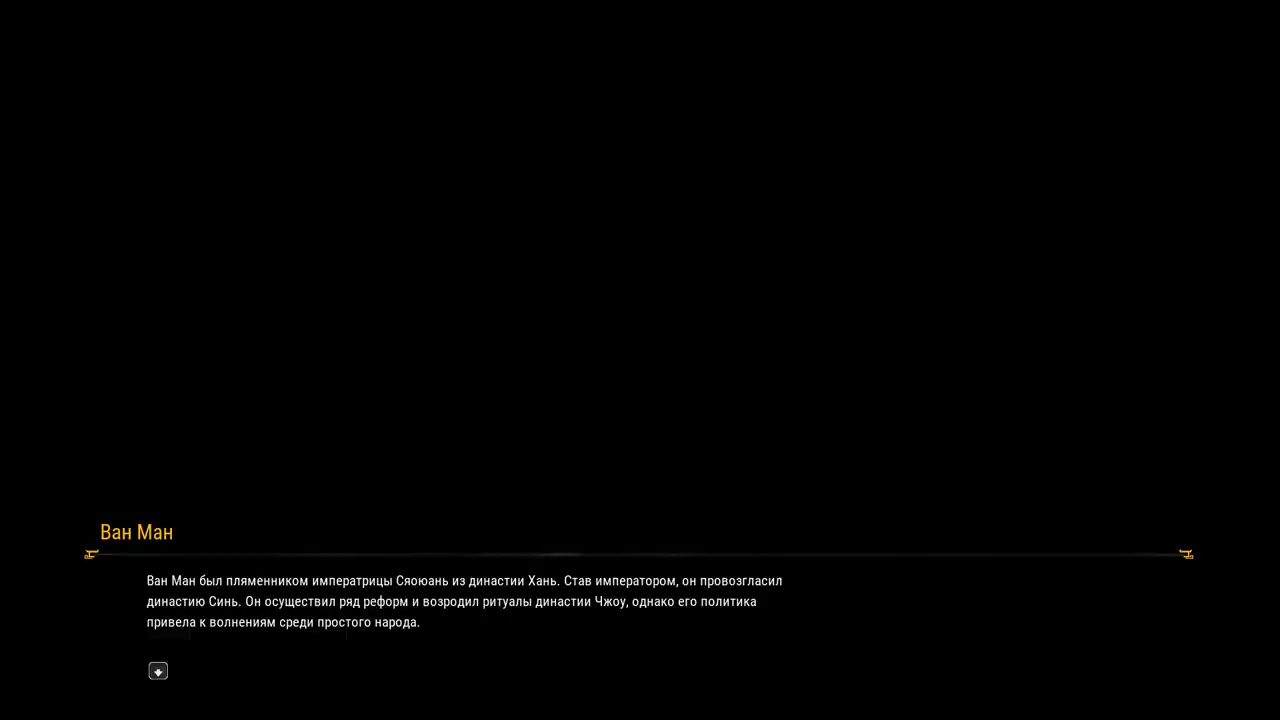 Ван Ман
Ван Ман был пляменником императрицы Сяоюань из династии Хань. Став императором, он провозгласил
династию Синь. Он осуществил ряд реформ и возродил ритуалы династии Чжоу, однако его политика
привела к волнениям среди простого народа.